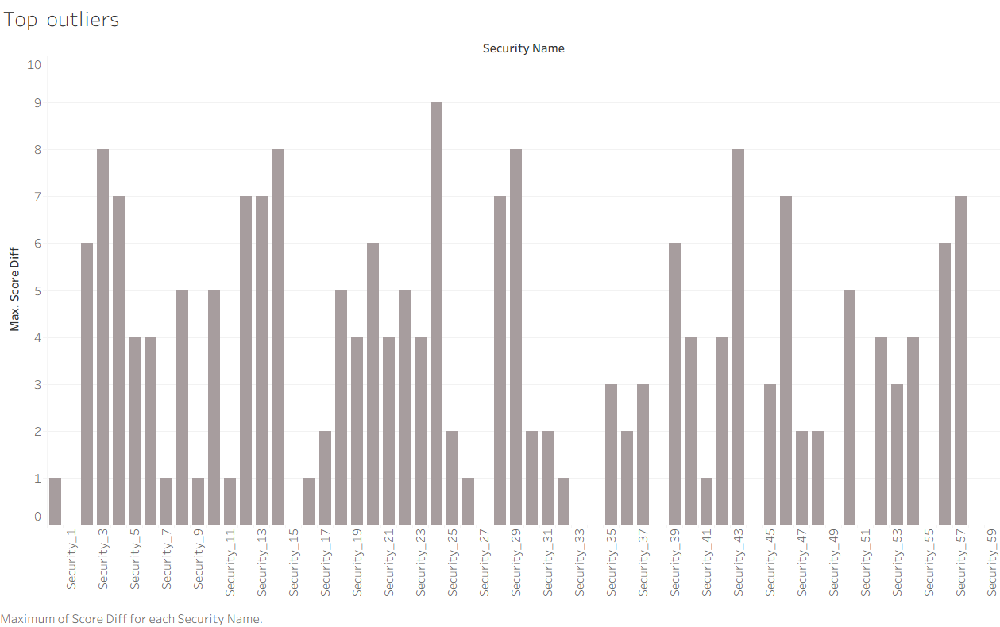 Top outliers
Security Name
10
9
8
7
6
5
4
3
2
1
0
Max. Score Diff
Security_1
Security_3
Security_5
Security_7
Security_9
Security_11
Security_13
Security_15
Security_17
Security_19
Security_21
Security_23
Security_25
Security_27
Security_29
Security_31
Security_33
Security_35
Security_37
Security_39
Security_41
Security_43
Security_45
Security_47
Security_49
Security_51
Security_53
Security_55
Security_57
Security_59
Maximum of Score Diff for each Security Name.